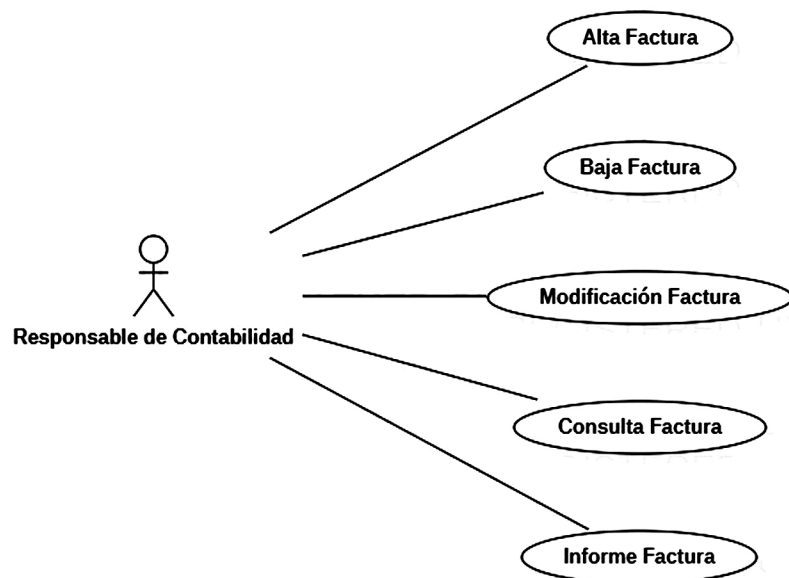 Alta Factura
Baja Factura
Modificación Factura
Responsable de Contabilidad
Consulta Factura
Informe Factura